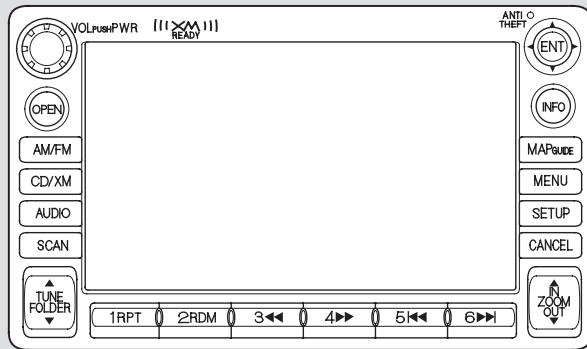 VOL PUSH PWR
XM
READY
ANTI
THEFT
ENT
OPEN
INFO
AM/FM
MAP GUIDE
CD/XM
MENU
AUDIO
SETUP
SCAN
CANCEL
TUNE
FOLDER
IN
ZOOM
OUT
1RPT
2RDM
3◀◀
4▶▶
5|◀◀
6▶▶|